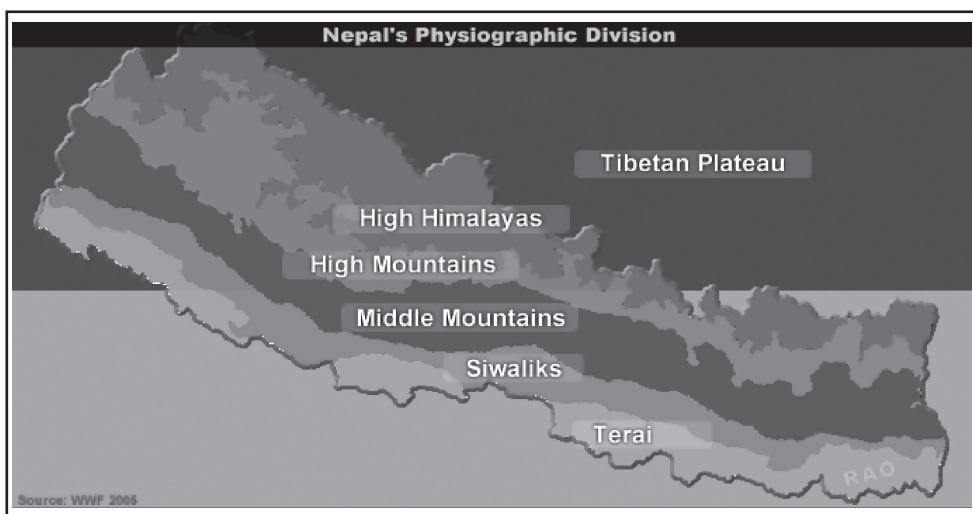 Nepal's Physiographic Division
Tibetan Plateau
High Himalayas
High Mountains
Middle Mountains
Siwaliks
Terai
RAO
Source: WWF 2005